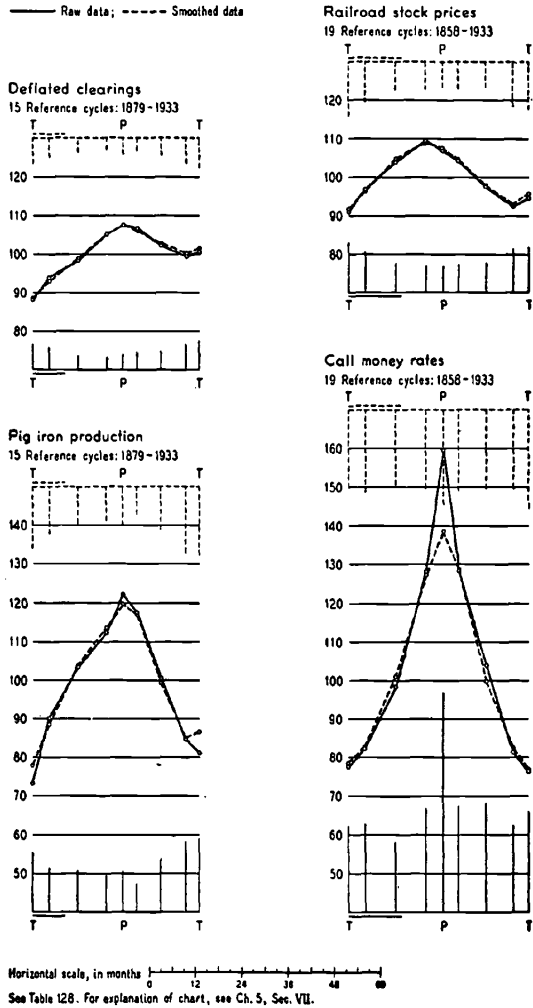 Raw data; Smoothed data
Deflated clearings
15 Reference cycles: 1879-1933
T P T
120
110
100
90
80
T P T
Pig iron production
15 Reference cycles: 1879-1933
T P T
140
130
120
110
100
90
80
70
60
50
T P T
Railroad stock prices
19 Reference cycles: 1858-1933
T P T
120
110
100
90
80
T P T
Call money rates
19 Reference cycles: 1858-1933
T P T
160
150
140
130
120
110
100
90
80
70
60
50
T P T
Horizontal scale, in months
0 12 24 36 48 60
See Table 128. For explanation of chart, see Ch. 5, Sec. VII.